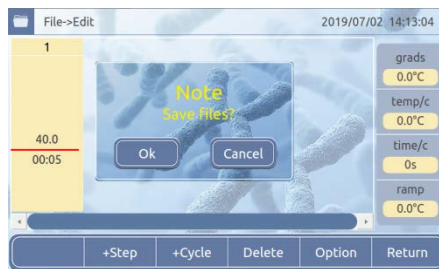 File->Edit 2019/07/02 14:13:04
1
40.0
00:05
Note
Save files?
Ok Cancel
grads
0.0°C
temp/c
0.0°C
time/c
0s
ramp
0.0°C
+Step +Cycle Delete Option Return